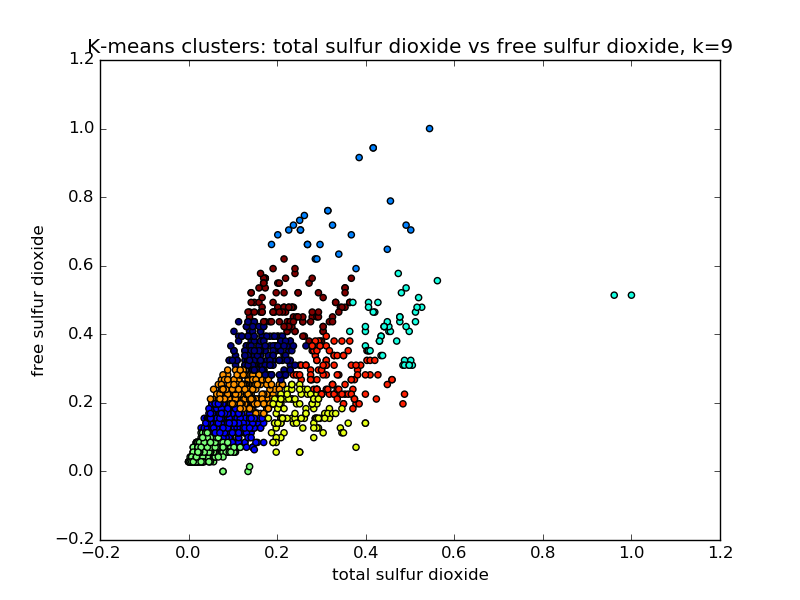 K-means clusters: total sulfur dioxide vs free sulfur dioxide, k=9
1.2
1.0
0.8
0.6
0.4
0.2
0.0
−0.2
free sulfur dioxide
−0.2 0.0 0.2 0.4 0.6 0.8 1.0 1.2
total sulfur dioxide